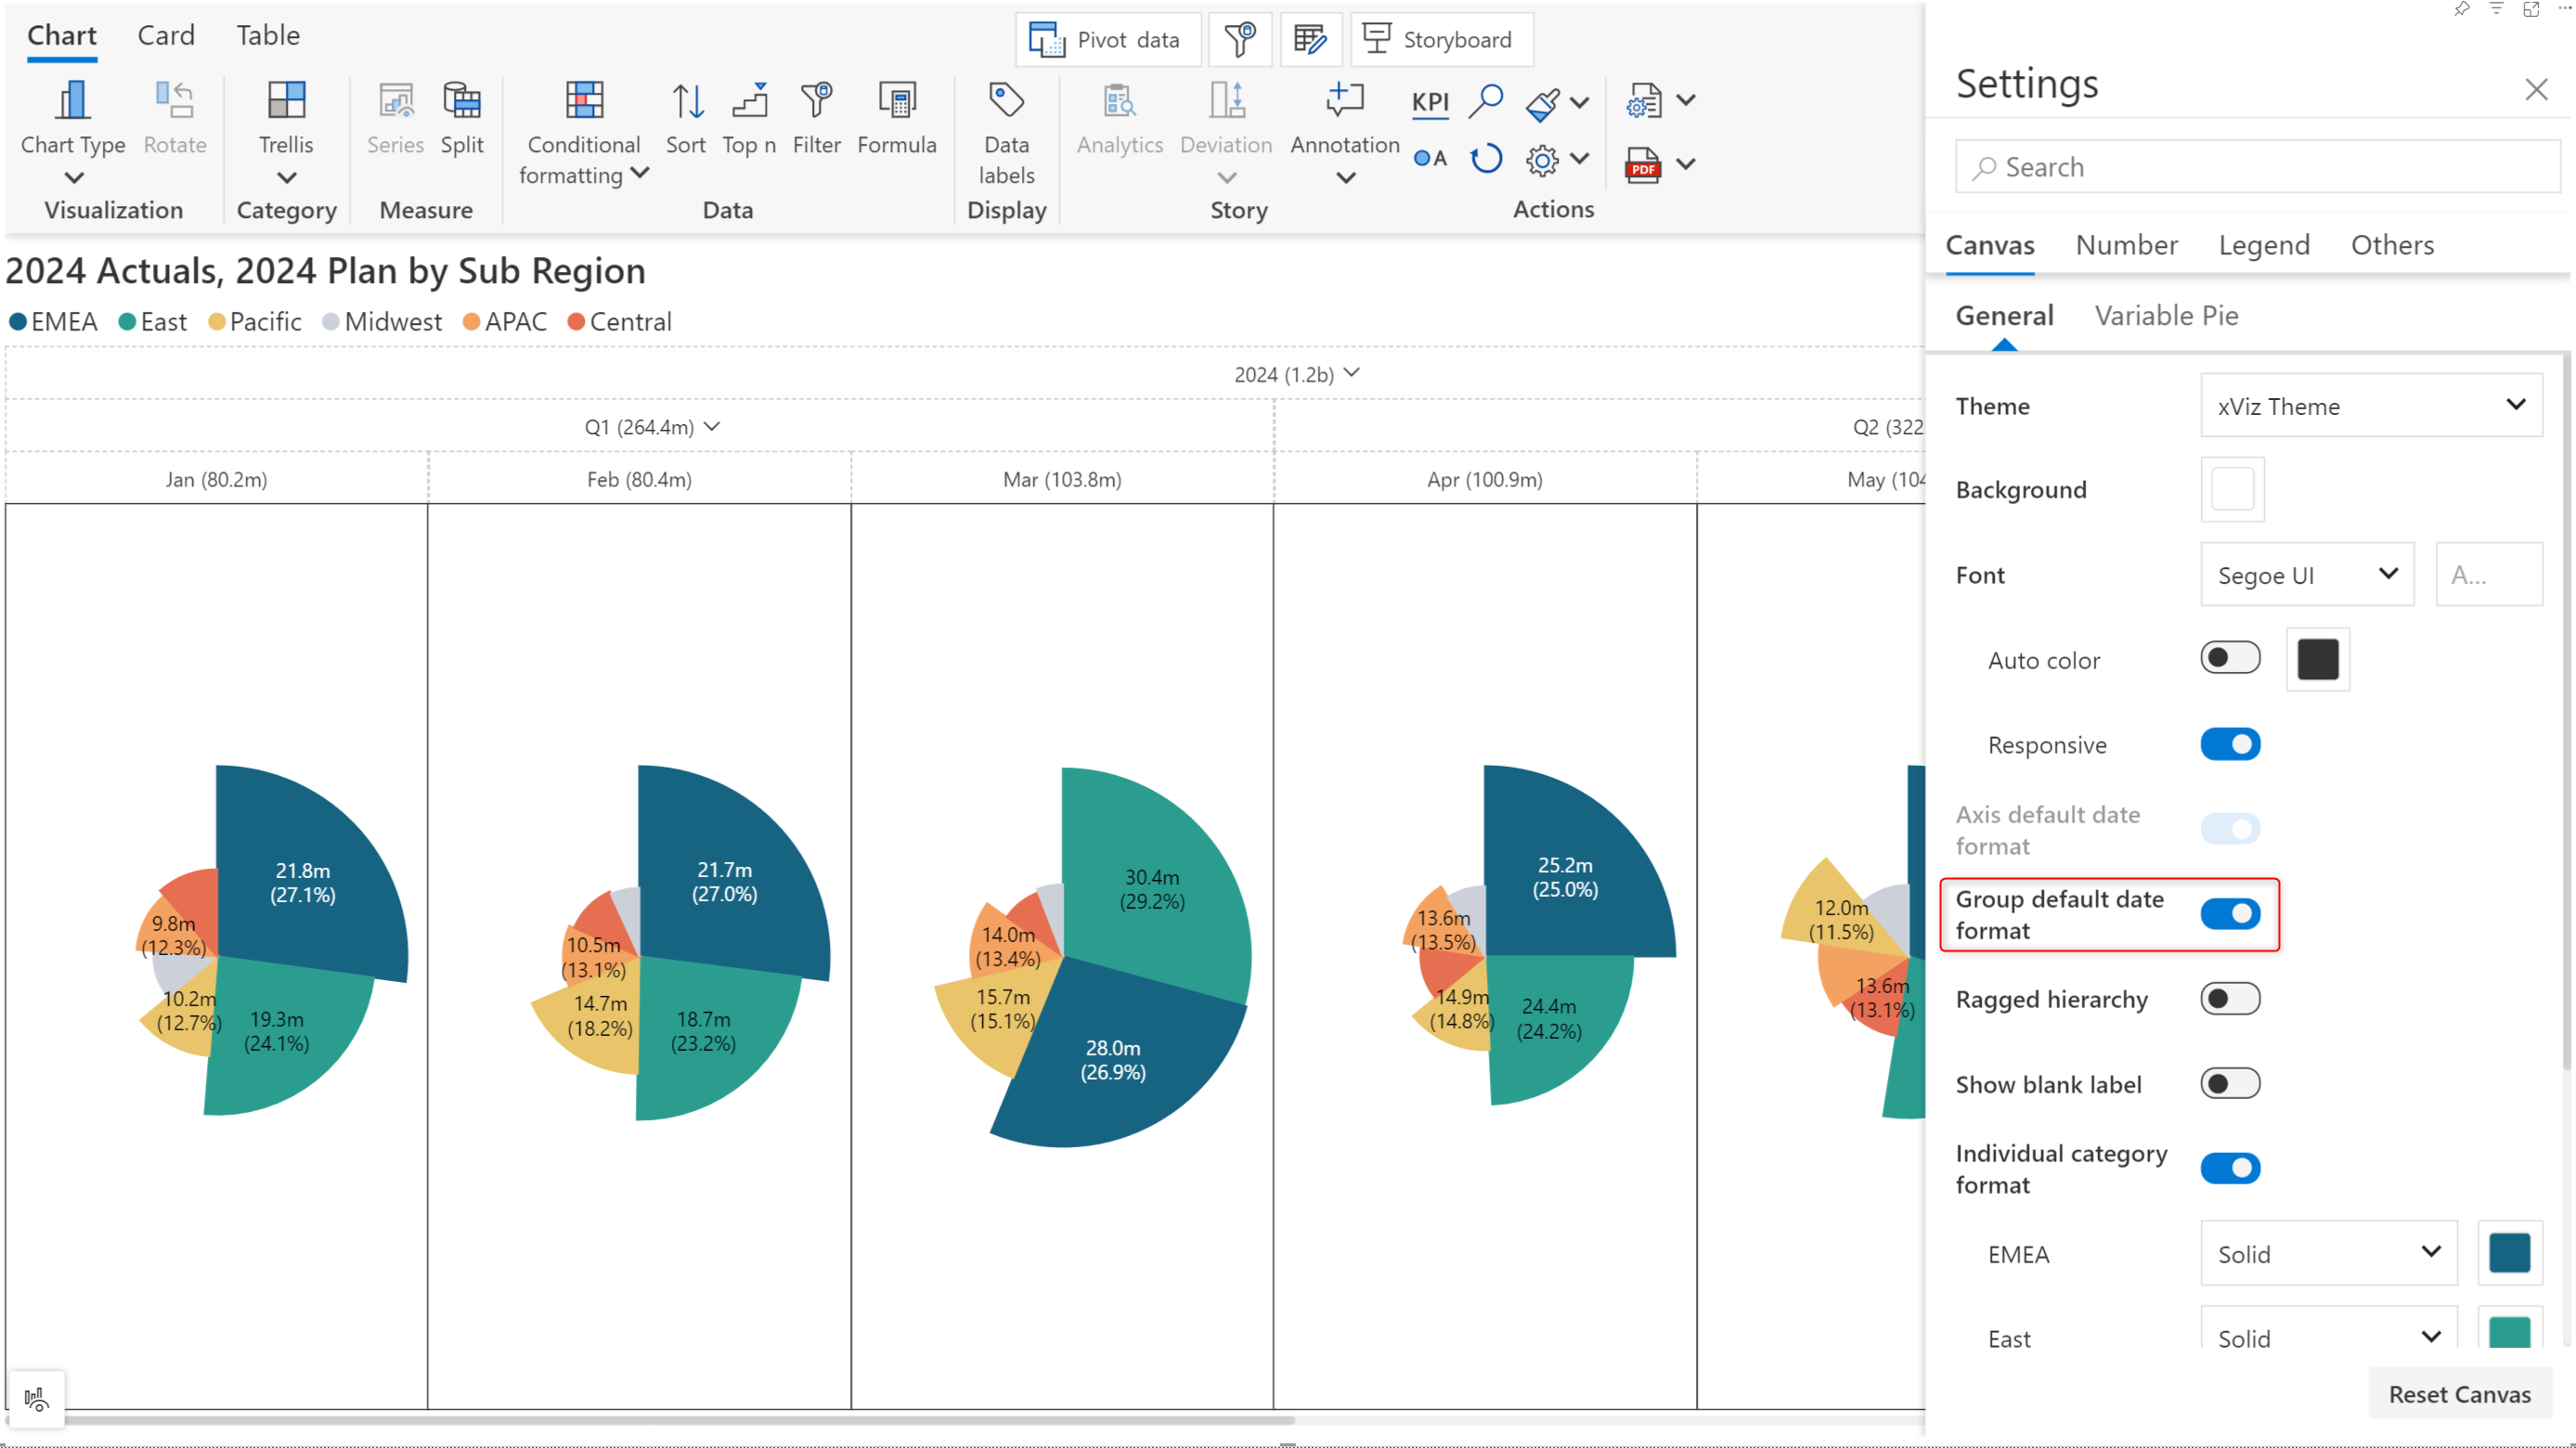 Chart Card Table
Pivot data Storyboard
Chart Type Rotate Trellis Series Split Conditional formatting Sort Top n Filter Formula Data labels Analytics Deviation Annotation KPI A PDF
Visualization Category Measure Data Display Story Actions
2024 Actuals, 2024 Plan by Sub Region
EMEA East Pacific Midwest APAC Central
2024 (1.2b)
Q1 (264.4m) Q2 (322
Jan (80.2m) Feb (80.4m) Mar (103.8m) Apr (100.9m) May (104
21.8m
(27.1%)
9.8m
(12.3%)
10.2m
(12.7%)
19.3m
(24.1%)
21.7m
(27.0%)
10.5m
(13.1%)
14.7m
(18.2%)
18.7m
(23.2%)
30.4m
(29.2%)
14.0m
(13.4%)
15.7m
(15.1%)
28.0m
(26.9%)
25.2m
(25.0%)
13.6m
(13.5%)
14.9m
(14.8%)
24.4m
(24.2%)
12.0m
(11.5%)
13.6m
(13.1%)
Settings
Search
Canvas Number Legend Others
General Variable Pie
Theme xViz Theme
Background
Font Segoe UI A...
Auto color
Responsive
Axis default date
format
Group default date
format
Ragged hierarchy
Show blank label
Individual category
format
EMEA Solid
East Solid
Reset Canvas